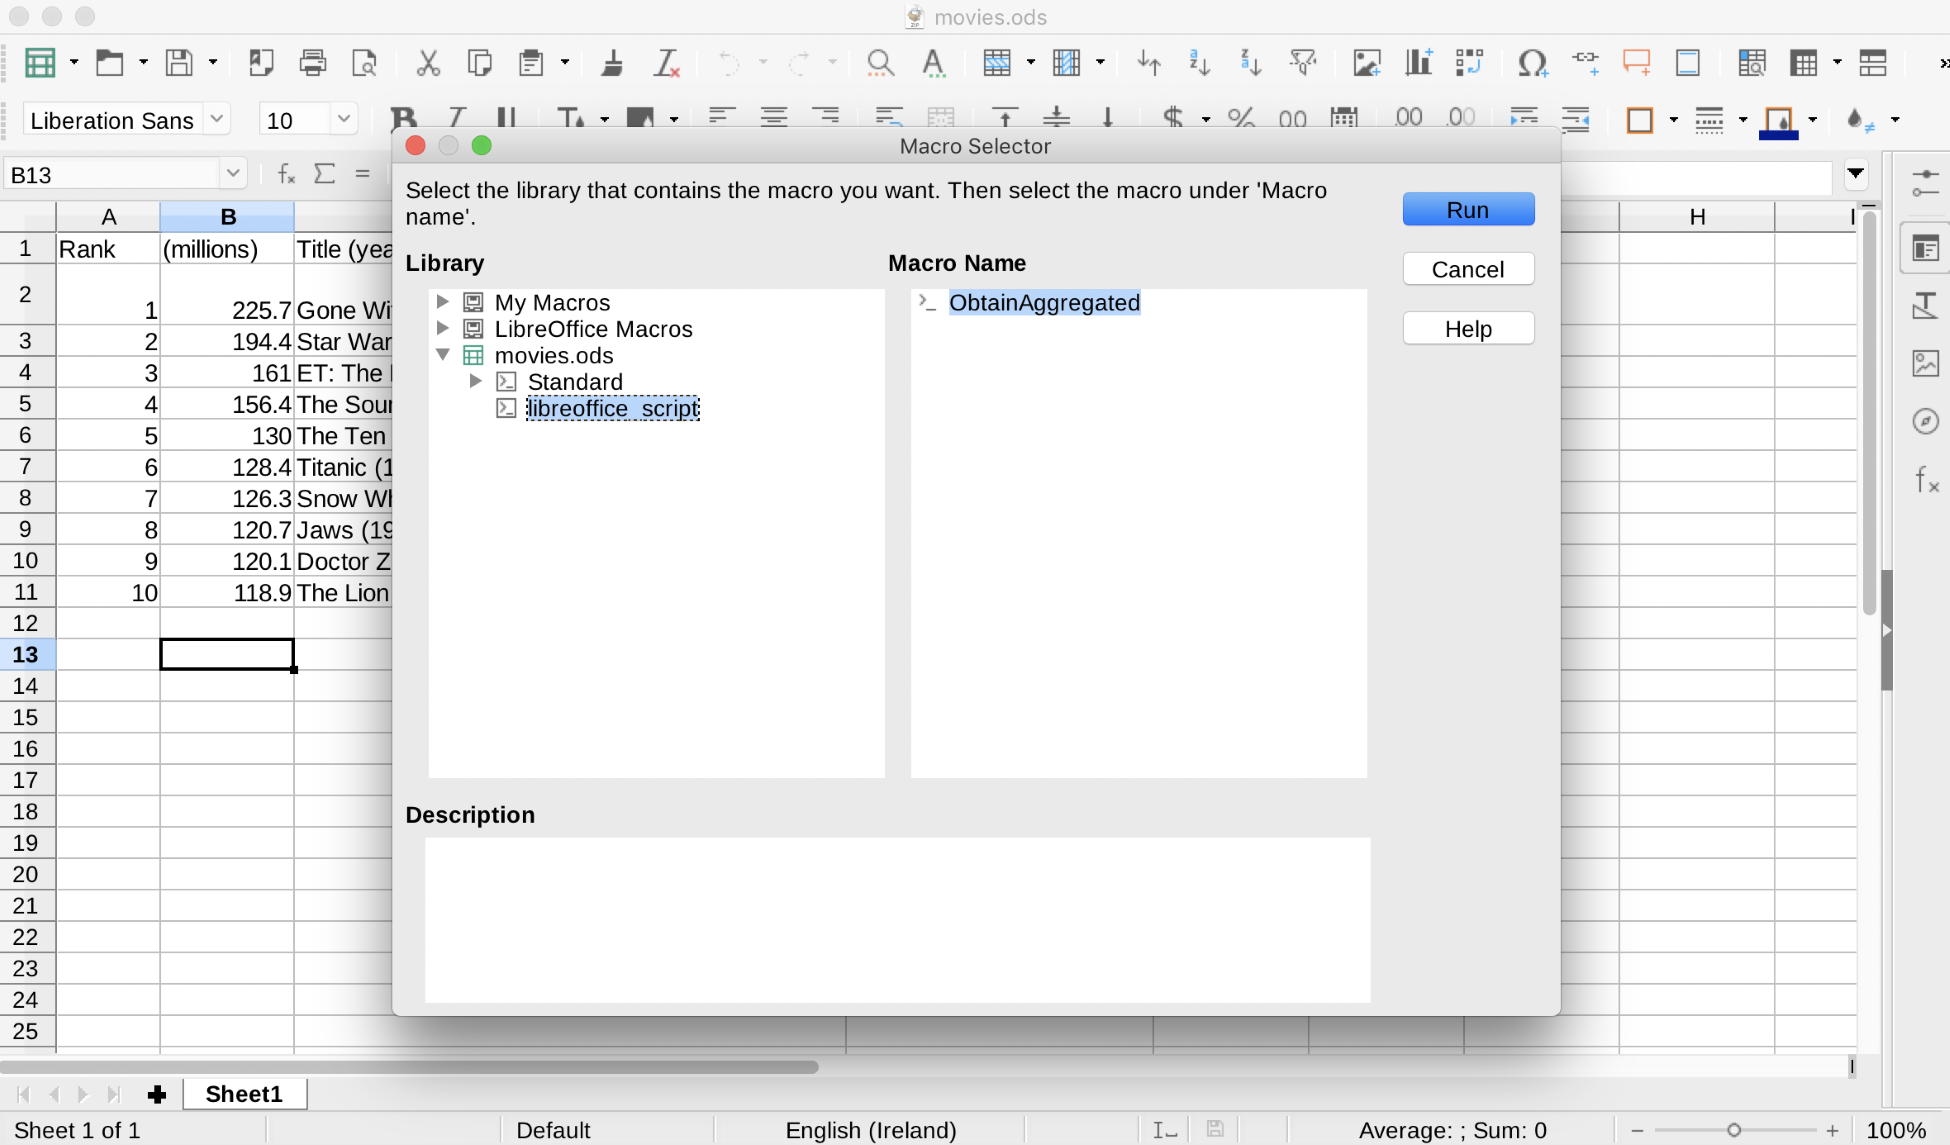 movies.ods
Liberation Sans
10
B13
Macro Selector
Select the library that contains the macro you want. Then select the macro under 'Macro
name'.
Run
Cancel
Help
Library
Macro Name
My Macros
LibreOffice Macros
movies.ods
Standard
libreoffice_script
ObtainAggregated
Description
A B H I
1 Rank (millions) Title (yea
2 1 225.7 Gone Wi
3 2 194.4 Star War
4 3 161 ET: The
5 4 156.4 The Sour
6 5 130 The Ten
7 6 128.4 Titanic (1
8 7 126.3 Snow Wh
9 8 120.7 Jaws (19
10 9 120.1 Doctor Z
11 10 118.9 The Lion
12
13
14
15
16
17
18
19
20
21
22
23
24
25
Sheet1
Sheet 1 of 1
Default
English (Ireland)
Average: ; Sum: 0
100%